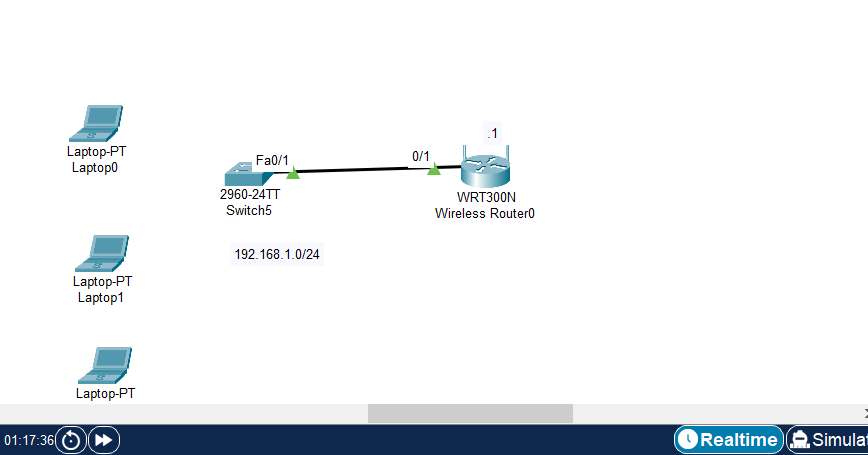 .1
Fa0/1
0/1
Laptop-PT
Laptop0
2960-24TT
Switch5
WRT300N
Wireless Router0
192.168.1.0/24
Laptop-PT
Laptop1
Laptop-PT
01:17:36
Realtime
Simulat